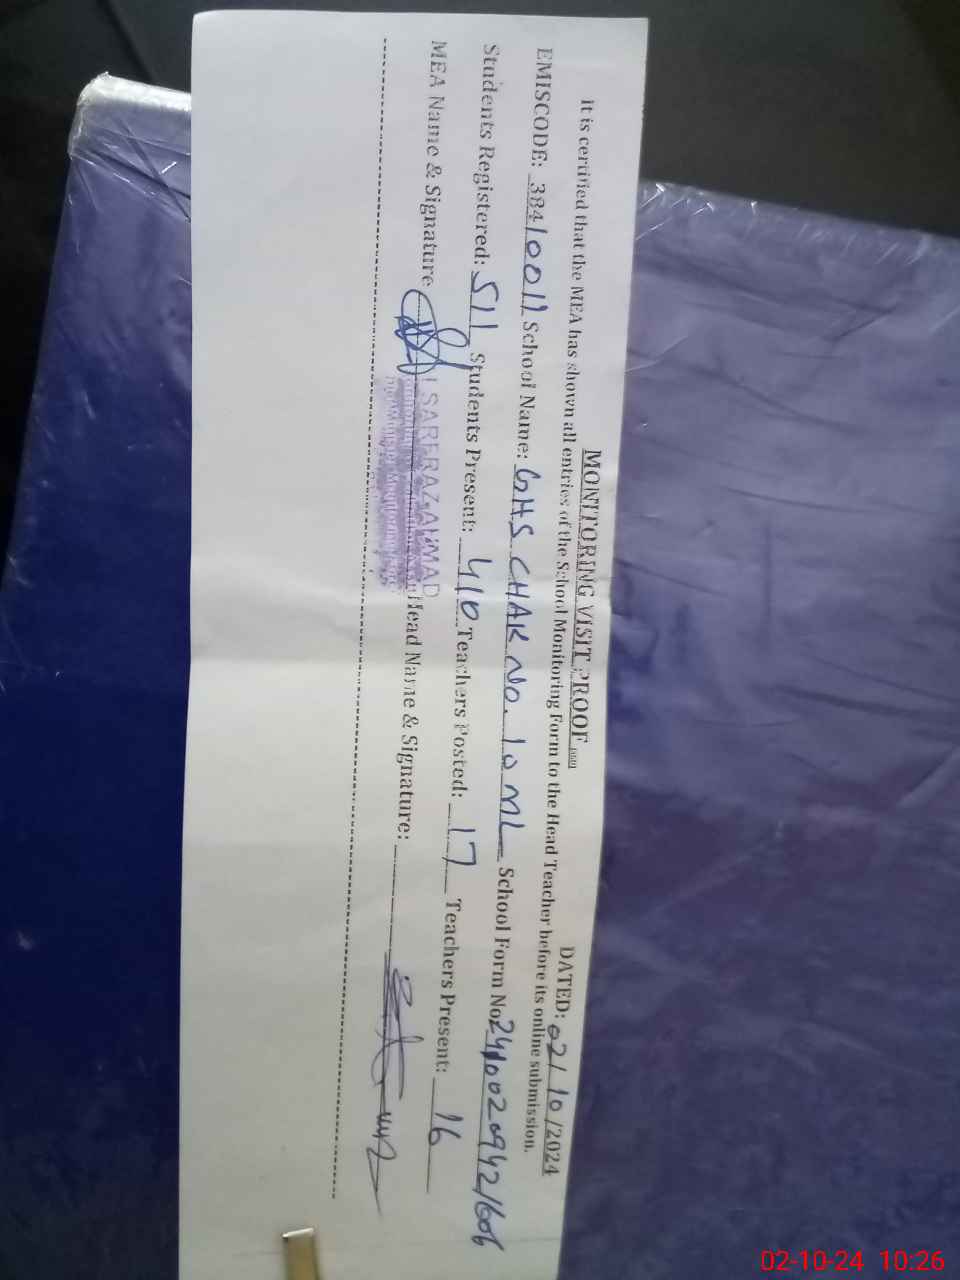 MONITORING VISIT PROOF
DATED: 02/10/2024
It is certified that the MEA has shown all entries of the School Monitoring Form to the Head Teacher before its online submission.
EMISCODE: 38410011 School Name: GHS CHAK NO. 10 ML School Form No 24100209421606
Students Registered: 511 Students Present: 410 Teachers Posted: 17 Teachers Present: 16
MEA Name & Signature SARFRAZ AHMAD Head Name & Signature:
02-10-24 10:26